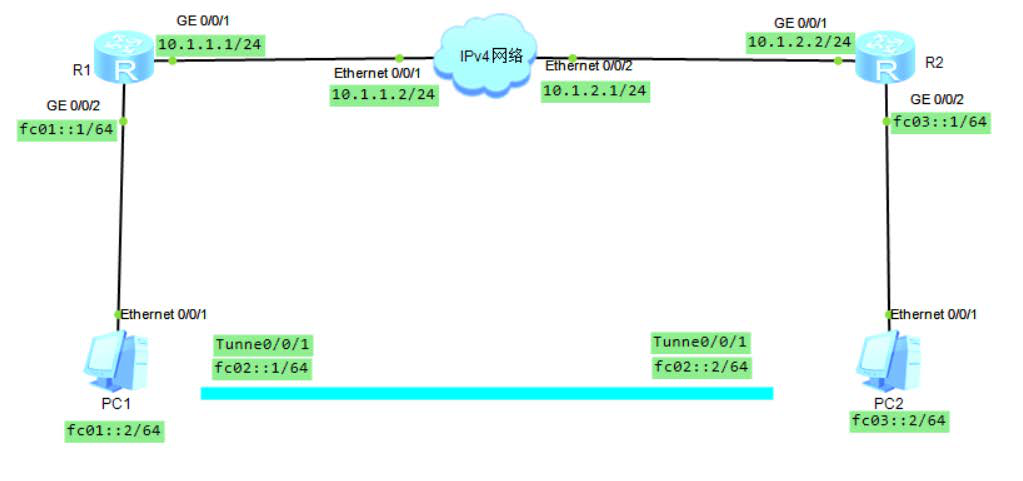 GE 0/0/1
10.1.1.1/24
R
R1
GE 0/0/2
fc01::1/64
IPv4网络
Ethernet 0/0/1
10.1.1.2/24
Ethernet 0/0/2
10.1.2.1/24
GE 0/0/1
10.1.2.2/24
R
R2
GE 0/0/2
fc03::1/64
Ethernet 0/0/1
PC1
fc01::2/64
Tunne0/0/1
fc02::1/64
Tunne0/0/1
fc02::2/64
Ethernet 0/0/1
PC2
fc03::2/64